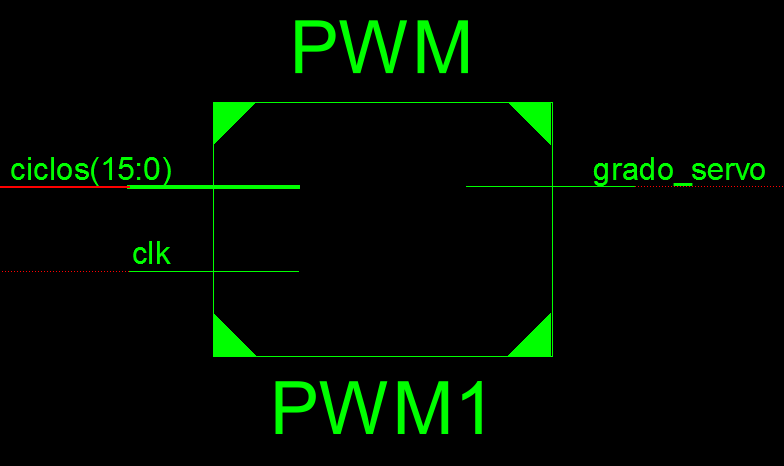 PWM
ciclos(15:0)
grado_servo
clk
PWM1